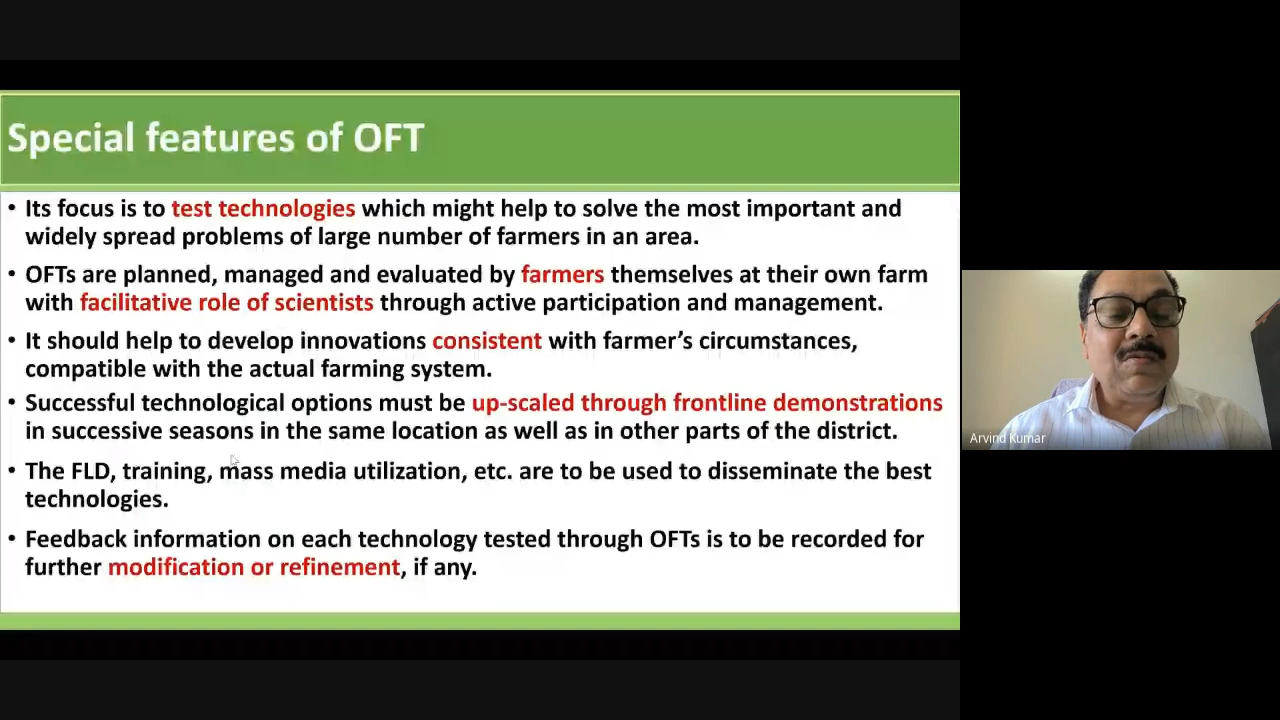 Special features of OFT
• Its focus is to test technologies which might help to solve the most important and
widely spread problems of large number of farmers in an area.
• OFTs are planned, managed and evaluated by farmers themselves at their own farm
with facilitative role of scientists through active participation and management.
• It should help to develop innovations consistent with farmer’s circumstances,
compatible with the actual farming system.
• Successful technological options must be up-scaled through frontline demonstrations
in successive seasons in the same location as well as in other parts of the district.
• The FLD, training, mass media utilization, etc. are to be used to disseminate the best
technologies.
• Feedback information on each technology tested through OFTs is to be recorded for
further modification or refinement, if any.
Arvind Kumar